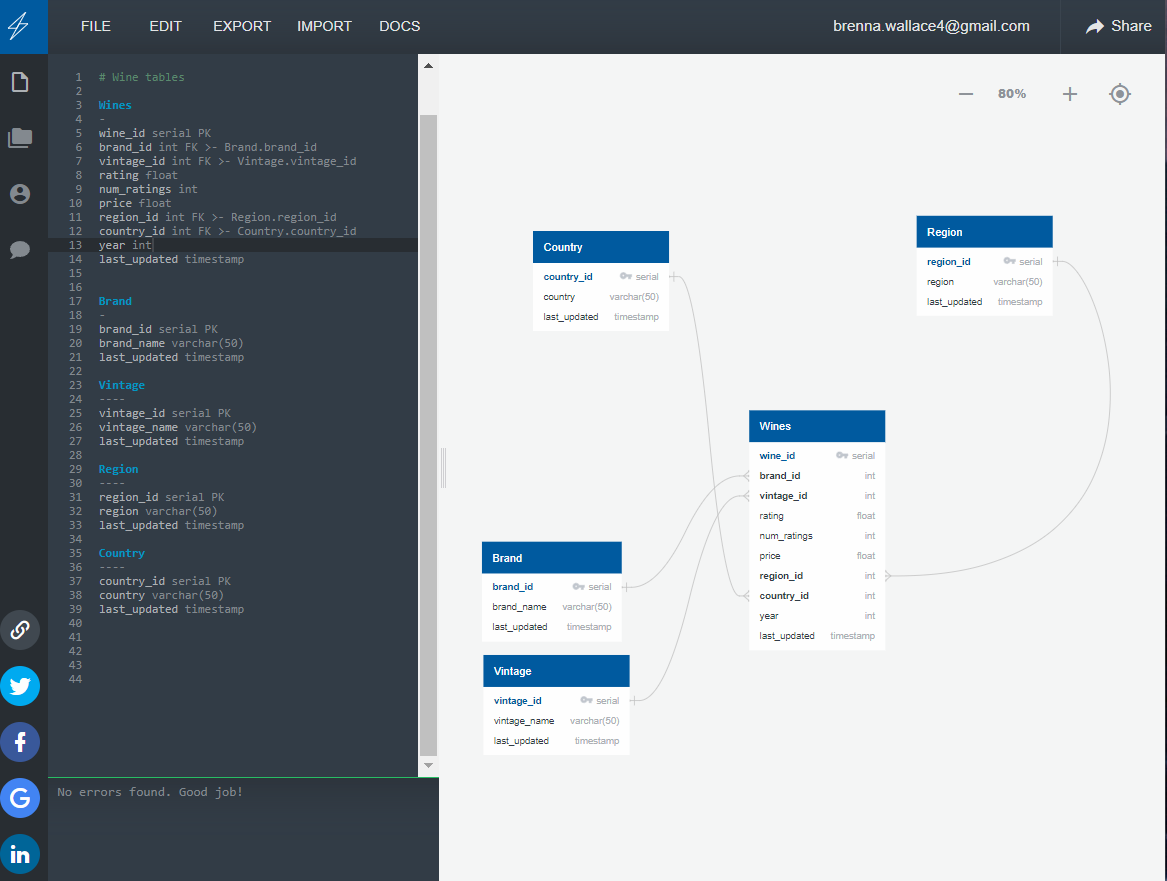 FILE EDIT EXPORT IMPORT DOCS brenna.wallace4@gmail.com Share
1 # Wine tables
2
3 Wines
4 -
5 wine_id serial PK
6 brand_id int FK >- Brand.brand_id
7 vintage_id int FK >- Vintage.vintage_id
8 rating float
9 num_ratings int
10 price float
11 region_id int FK >- Region.region_id
12 country_id int FK >- Country.country_id
13 year int
14 last_updated timestamp
15
16
17 Brand
18 -
19 brand_id serial PK
20 brand_name varchar(50)
21 last_updated timestamp
22
23 Vintage
24 ----
25 vintage_id serial PK
26 vintage_name varchar(50)
27 last_updated timestamp
28
29 Region
30 ----
31 region_id serial PK
32 region varchar(50)
33 last_updated timestamp
34
35 Country
36 ----
37 country_id serial PK
38 country varchar(50)
39 last_updated timestamp
40
41
42
43
44
No errors found. Good job!
80%
Country
country_id serial
country varchar(50)
last_updated timestamp
Region
region_id serial
region varchar(50)
last_updated timestamp
Wines
wine_id serial
brand_id int
vintage_id int
rating float
num_ratings int
price float
region_id int
country_id int
year int
last_updated timestamp
Brand
brand_id serial
brand_name varchar(50)
last_updated timestamp
Vintage
vintage_id serial
vintage_name varchar(50)
last_updated timestamp
f
G
in